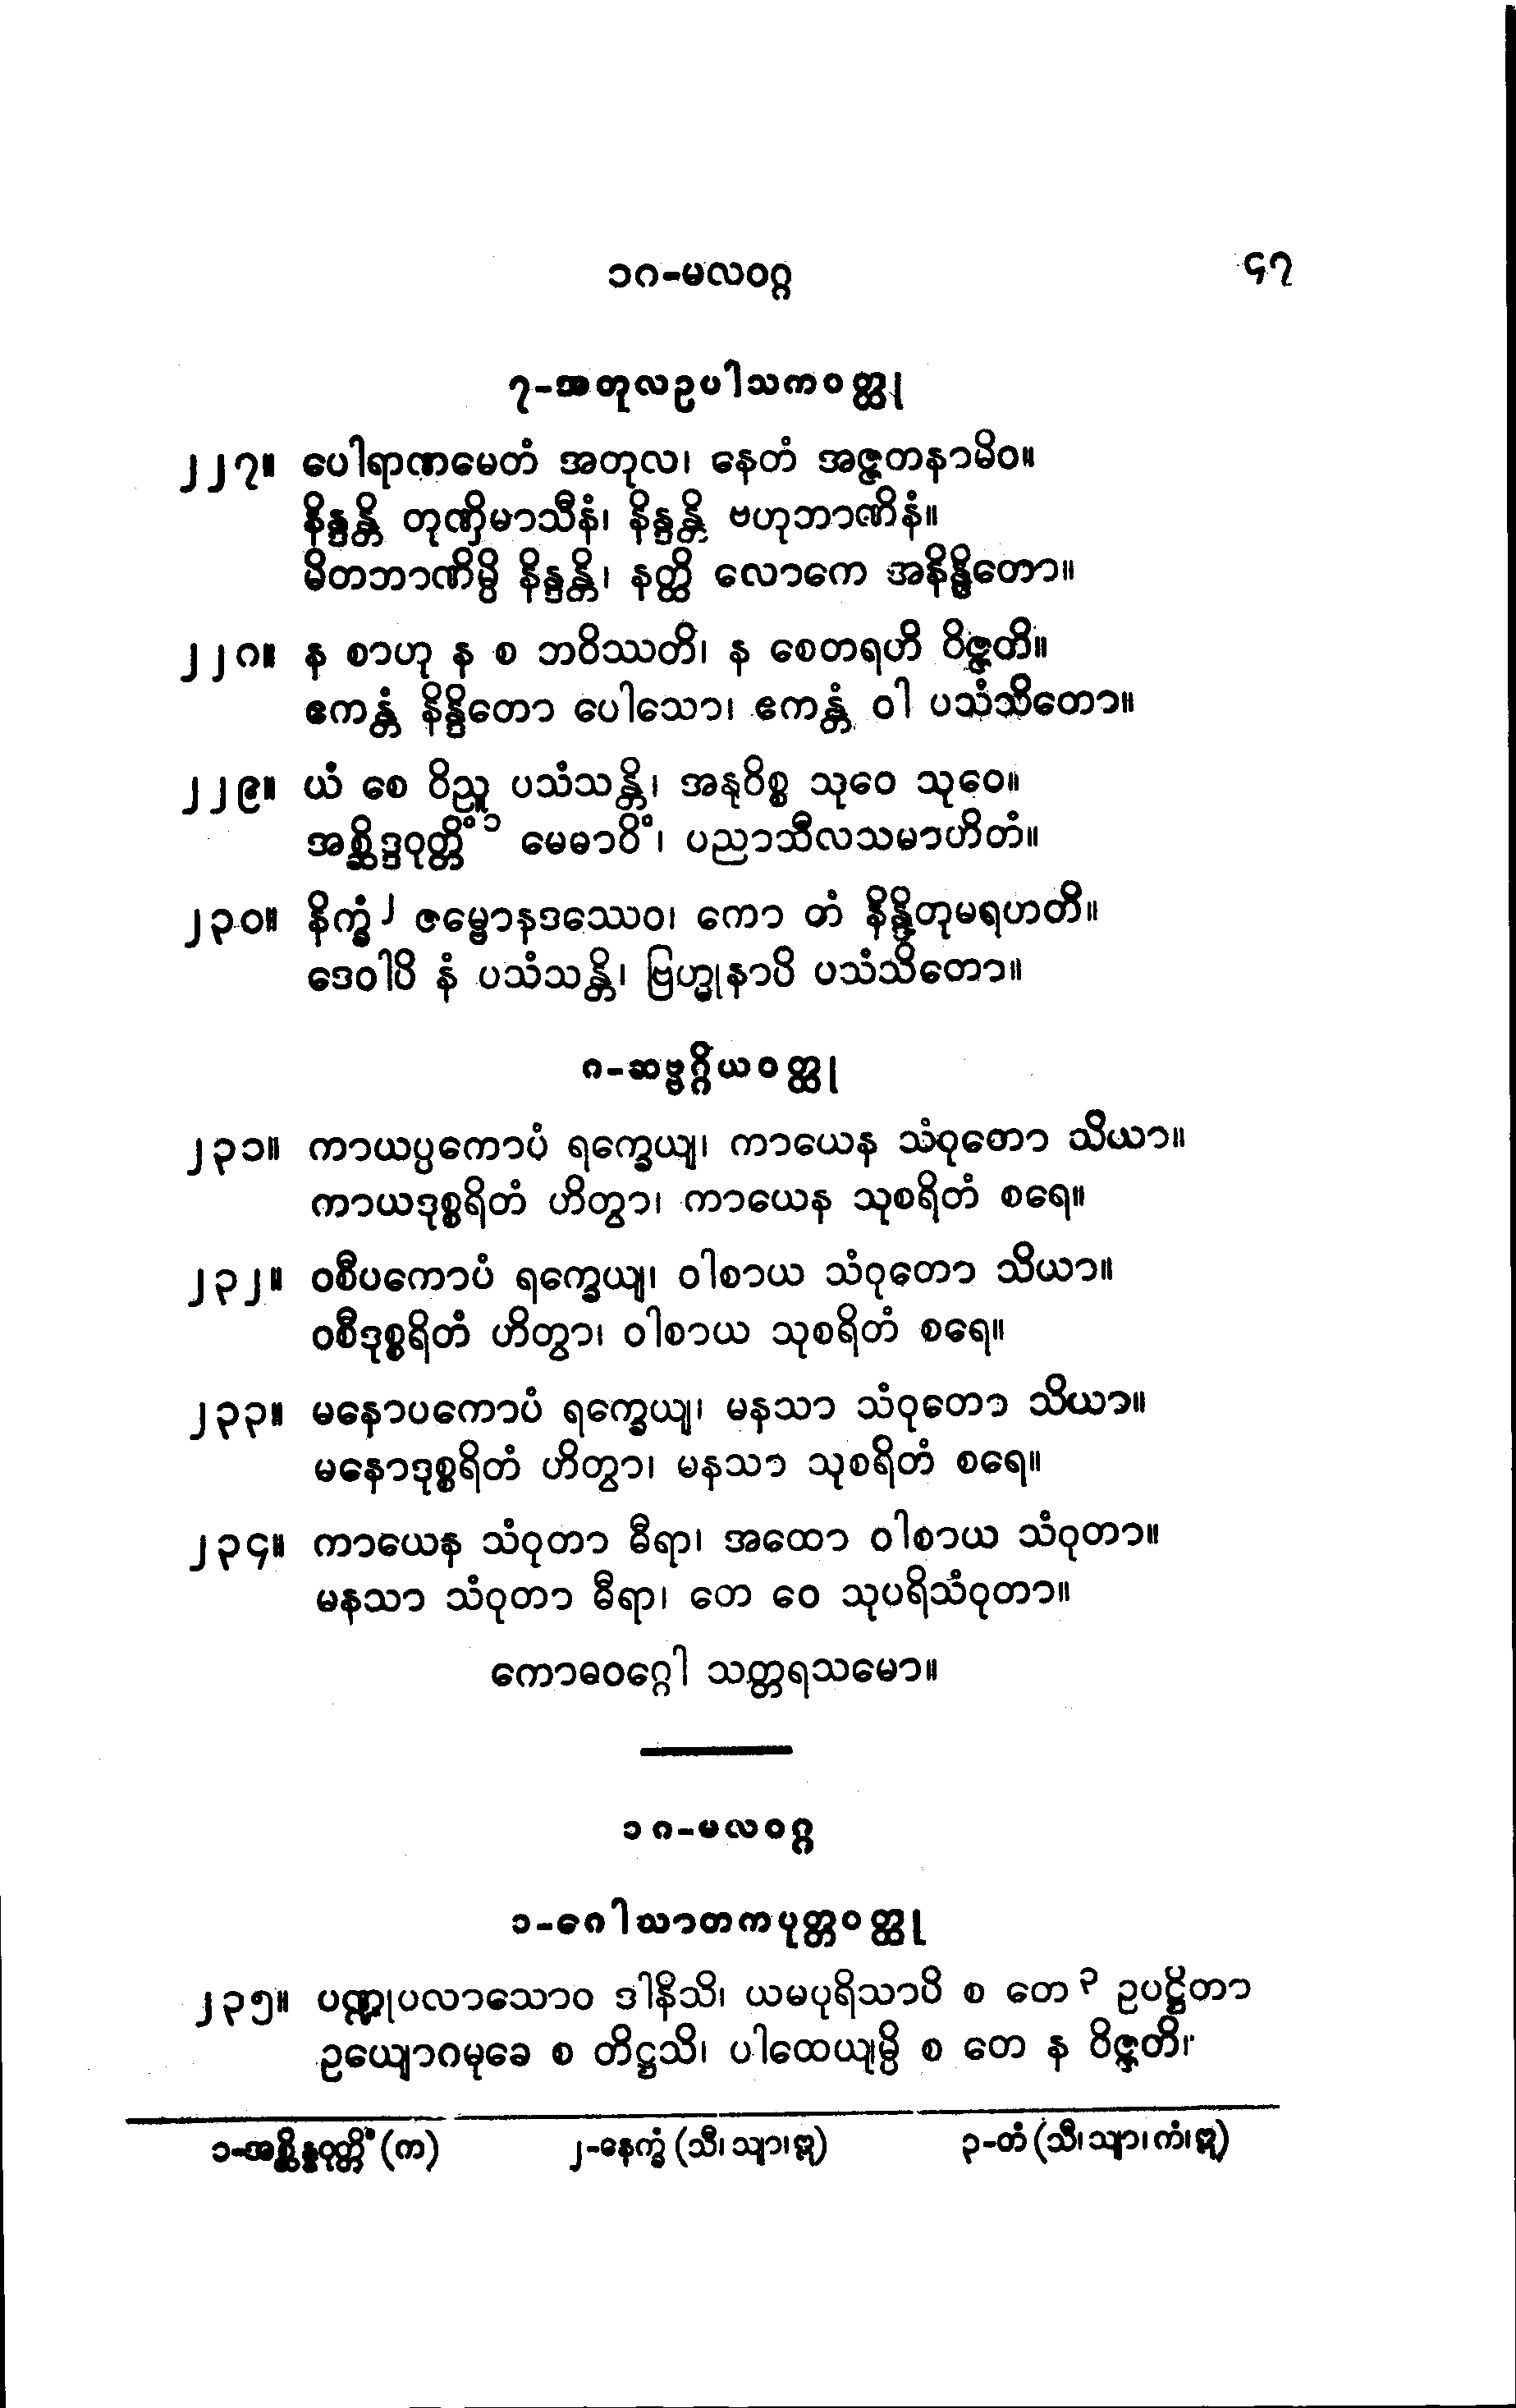 ၁၈-မလဝဂ္ဂ ၄၇
၇-အတုလဥပါသကဝတ္ထု
၂၂၇။ ပေါရာဏမေတံ အတုလ၊ နေတံ အဇ္ဇတနာမိဝ။
နိန္ဒန္တိ တုဏှိမာသီနံ၊ နိန္ဒန္တိ ဗဟုဘာဏိနံ။
မိတဘာဏိမ္ပိ နိန္ဒန္တိ၊ နတ္ထိ လောကေ အနိန္ဒိတော။
၂၂၈။ န စာဟု န စ ဘဝိဿတိ၊ န စေတရဟိ ဝိဇ္ဇတိ။
ဧကန္တံ နိန္ဒိတော ပေါသော၊ ဧကန္တံ ဝါ ပသံသိတော။
၂၂၉။ ယံ စေ ဝိညူ ပသံသန္တိ၊ အနုဝိစ္စ သုဝေ သုဝေ။
အစ္ဆိဒ္ဒဝုတ္တိံ ၁ မေဓာဝိံ၊ ပညာသီလသမာဟိတံ။
၂၃၀။ နိက္ခံ ၂ ဇမ္ဗောနဒဿေဝ၊ ကော တံ နိန္ဒိတုမရဟတိ။
ဒေဝါပိ နံ ပသံသန္တိ၊ ဗြဟ္မုနာပိ ပသံသိတော။
၈-ဆဗ္ဗဂ္ဂိယဝတ္ထု
၂၃၁။ ကာယပ္ပကောပံ ရက္ခေယျ၊ ကာယေန သံဝုတော သိယာ။
ကာယဒုစ္စရိတံ ဟိတွာ၊ ကာယေန သုစရိတံ စရေ။
၂၃၂။ ဝစီပကောပံ ရက္ခေယျ၊ ဝါစာယ သံဝုတော သိယာ။
ဝစီဒုစ္စရိတံ ဟိတွာ၊ ဝါစာယ သုစရိတံ စရေ။
၂၃၃။ မနောပကောပံ ရက္ခေယျ၊ မနသာ သံဝုတော သိယာ။
မနောဒုစ္စရိတံ ဟိတွာ၊ မနသာ သုစရိတံ စရေ။
၂၃၄။ ကာယေန သံဝုတာ ဓီရာ၊ အထော ဝါစာယ သံဝုတာ။
မနသာ သံဝုတာ ဓီရာ၊ တေ ဝေ သုပရိသံဝုတာ။
ကောဓဝဂ္ဂေါ သတ္တရသမော။
၁၈-မလဝဂ္ဂ
၁-ဂေါဃာတကပုတ္တဝတ္ထု
၂၃၅။ ပဏ္ဍုပလာသောဝ ဒါနိသိ၊ ယမပုရိသာပိ စ တေ ၃ ဥပဋ္ဌိတာ
ဥယျောဂမုခေ စ တိဋ္ဌသိ၊ ပါထေယျမ္ပိ စ တေ န ဝိဇ္ဇတိ၊
၁-အစ္ဆိန္နဝုတ္တိံ (က) ၂-နေက္ခံ (သီ၊ သျာ၊ ဋ္ဌ) ၃-တံ (သီ၊ သျာ၊ ကံ၊ ဋ္ဌ)